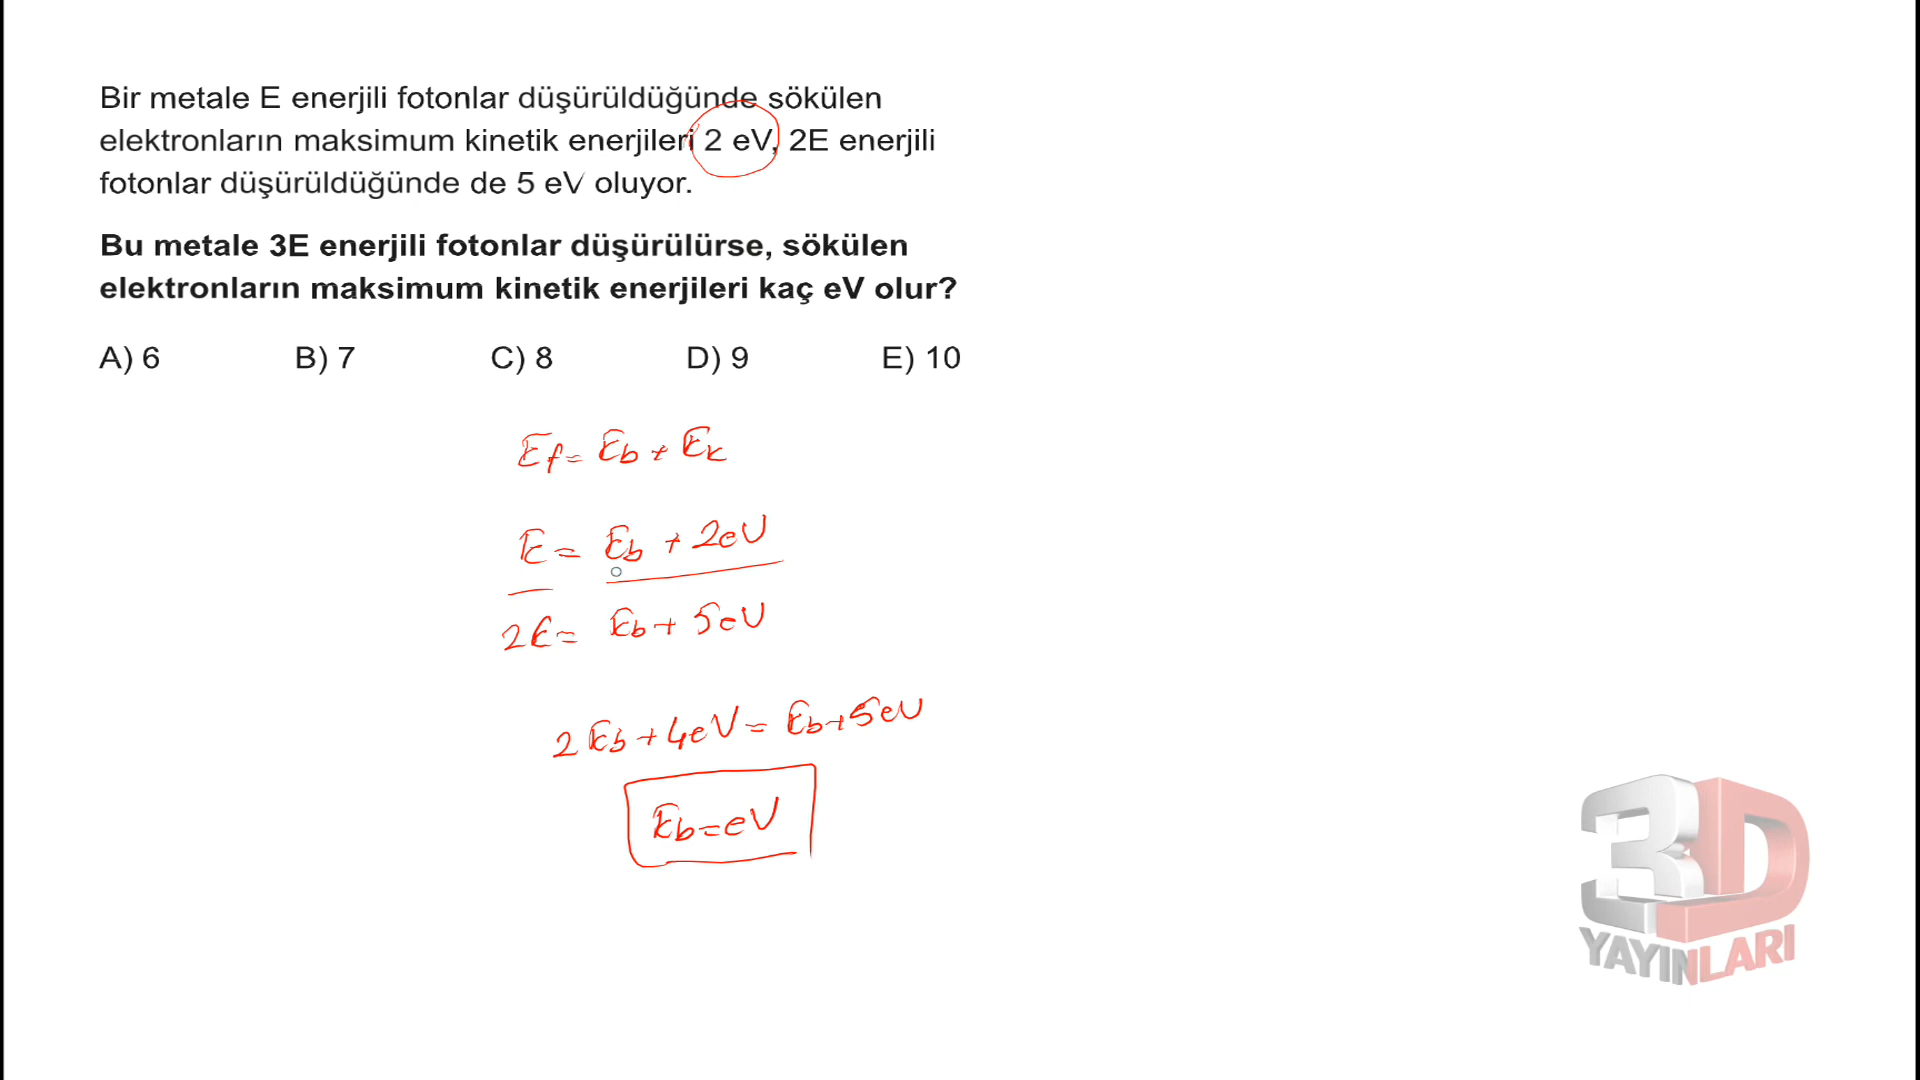 Bir metale E enerjili fotonlar düşürüldüğünde sökülen
elektronların maksimum kinetik enerjileri 2 eV, 2E enerjili
fotonlar düşürüldüğünde de 5 eV oluyor.
Bu metale 3E enerjili fotonlar düşürülürse, sökülen
elektronların maksimum kinetik enerjileri kaç eV olur?
A) 6 B) 7 C) 8 D) 9 E) 10
Ef = Eb + Ek
E = Eb + 2eV
2E = Eb + 5eV
2Eb + 4eV = Eb + 5eV
Eb = eV
3D
YAYINLARI